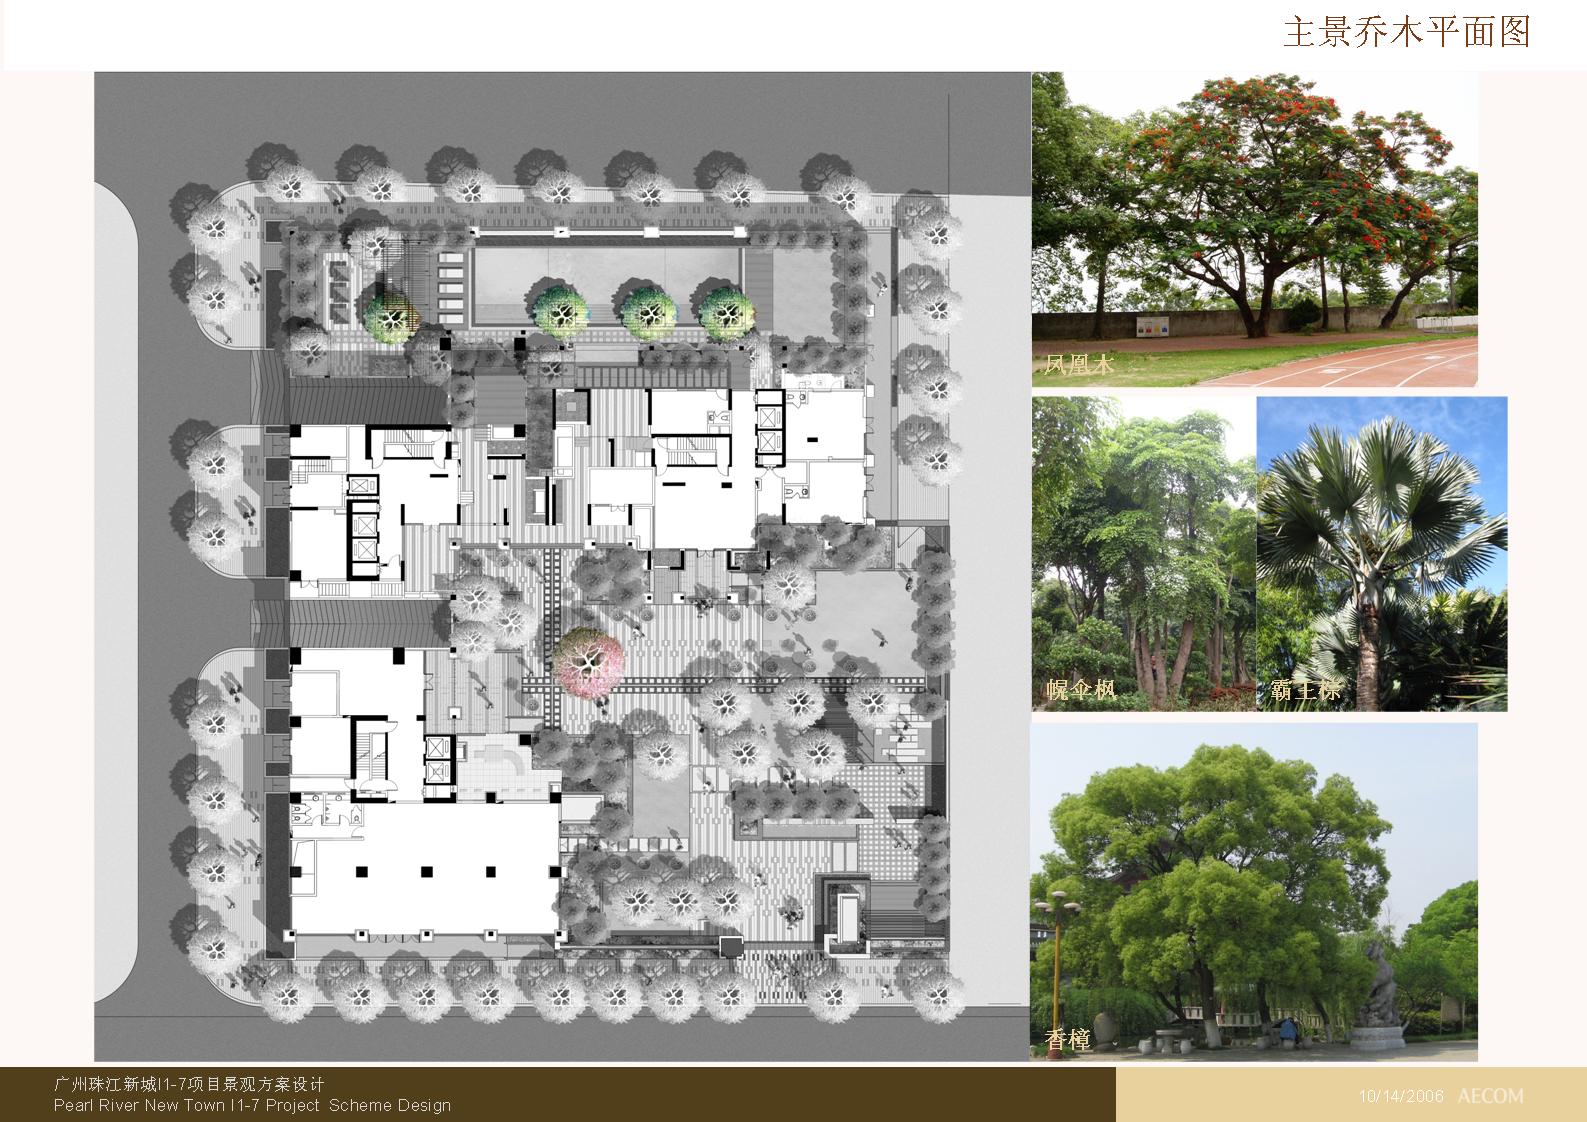 主景乔木平面图
凤凰木
幌伞枫
霸王棕
香樟
广州珠江新城I1-7项目景观方案设计
Pearl River New Town I1-7 Project Scheme Design
10/14/2006 AECOM